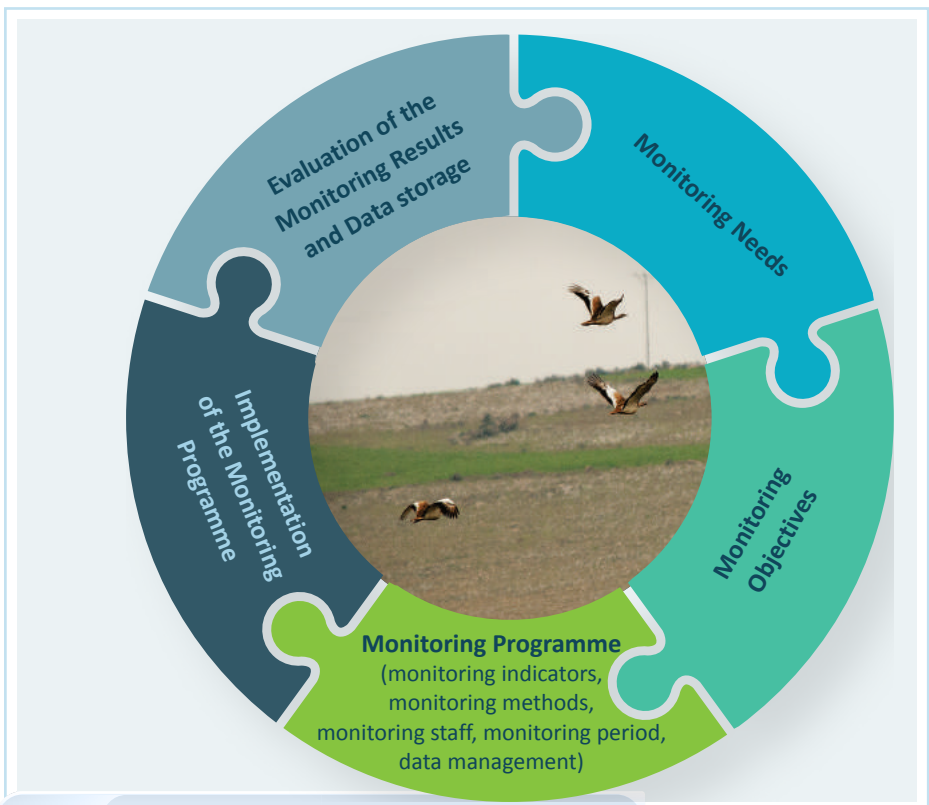 Monitoring Needs
Monitoring
Objectives
Monitoring Programme
(monitoring indicators,
monitoring methods,
monitoring staff, monitoring period,
data management)
Implementation
of the Monitoring
Programme
Evaluation of the
Monitoring Results
and Data storage